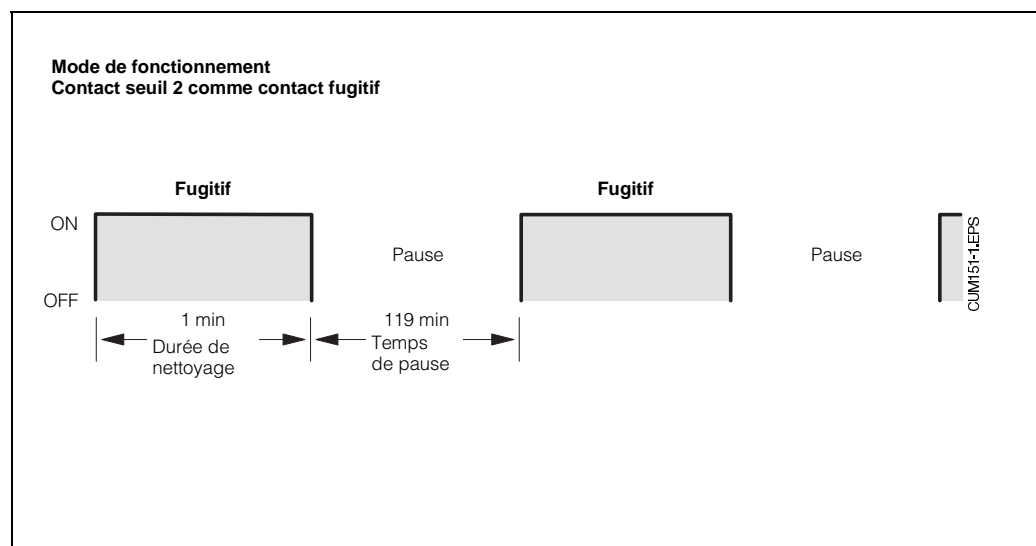 Mode de fonctionnement
Contact seuil 2 comme contact fugitif
Fugitif
Fugitif
ON
Pause
Pause
OFF
1 min
Durée de
nettoyage
119 min
Temps
de pause
CUM151-1.EPS